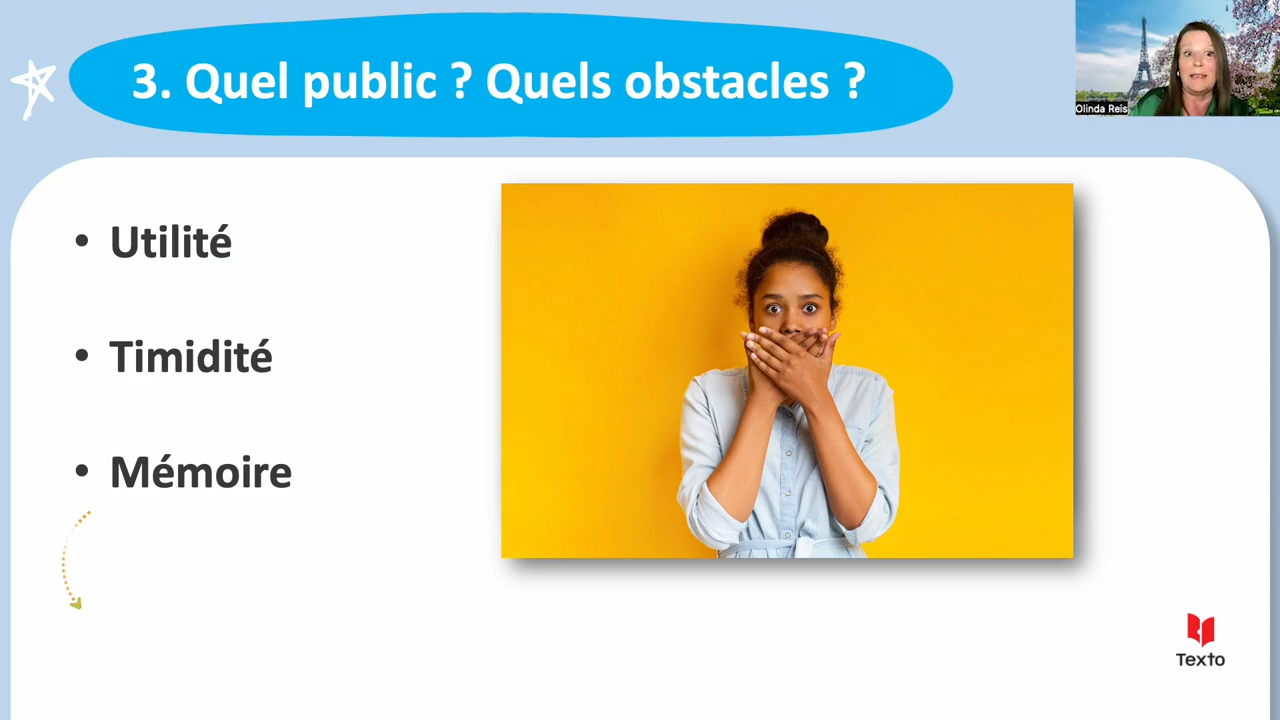 3. Quel public ? Quels obstacles ?
Olinda Reis
• Utilité
• Timidité
• Mémoire
Texto